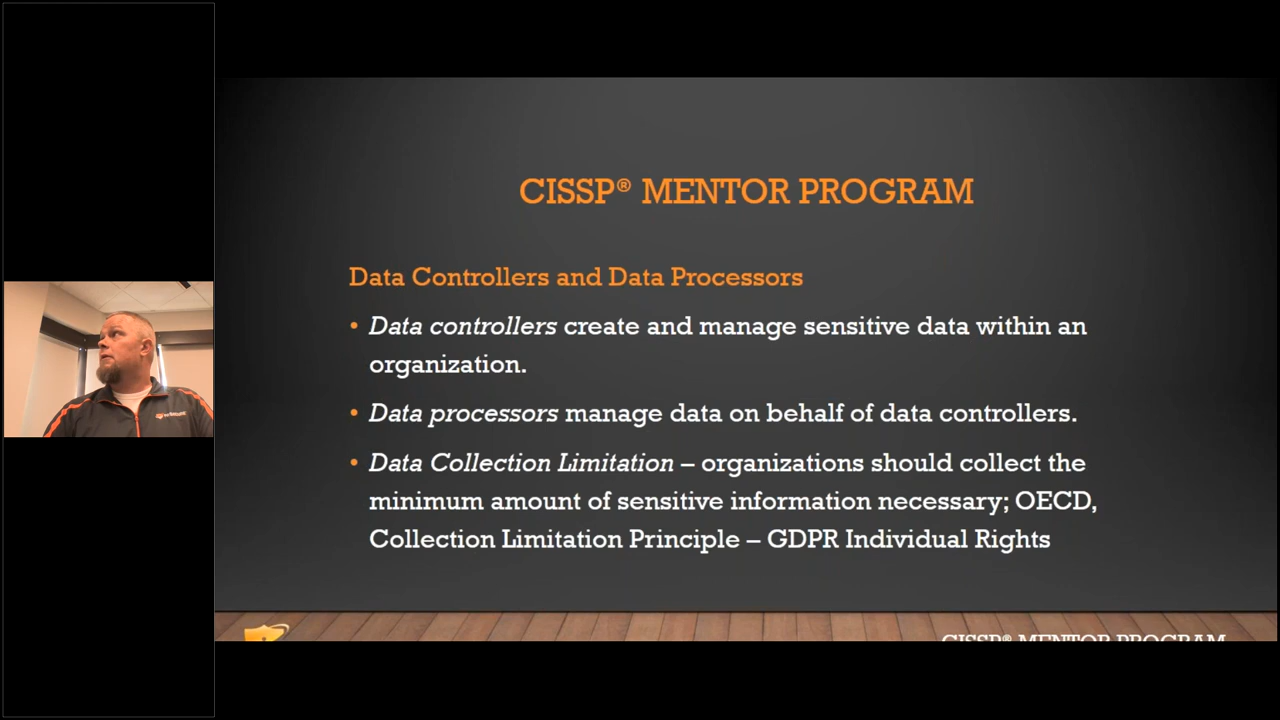 CISSP® MENTOR PROGRAM
Data Controllers and Data Processors
• Data controllers create and manage sensitive data within an
organization.
• Data processors manage data on behalf of data controllers.
• Data Collection Limitation – organizations should collect the
minimum amount of sensitive information necessary; OECD,
Collection Limitation Principle – GDPR Individual Rights
CISSP® MENTOR PROGRAM